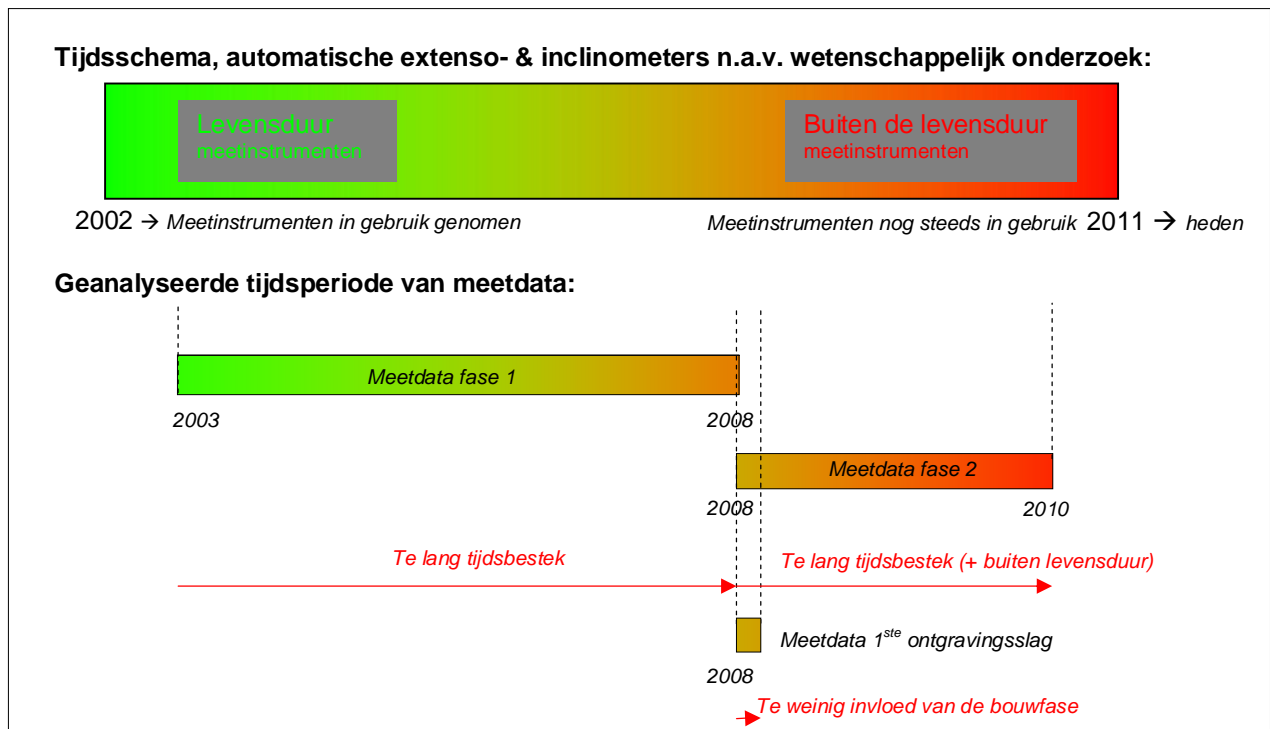 Tijdsschema, automatische extenso- & inclinometers n.a.v. wetenschappelijk onderzoek:
Levensduur
meetinstrumenten
Buiten de levensduur
meetinstrumenten
2002 → Meetinstrumenten in gebruik genomen
Meetinstrumenten nog steeds in gebruik 2011 → heden
Geanalyseerde tijdsperiode van meetdata:
Meetdata fase 1
2003
2008
Meetdata fase 2
2008
2010
Te lang tijdsbestek
Te lang tijdsbestek (+ buiten levensduur)
Meetdata 1ste ontgravingsslag
2008
Te weinig invloed van de bouwfase